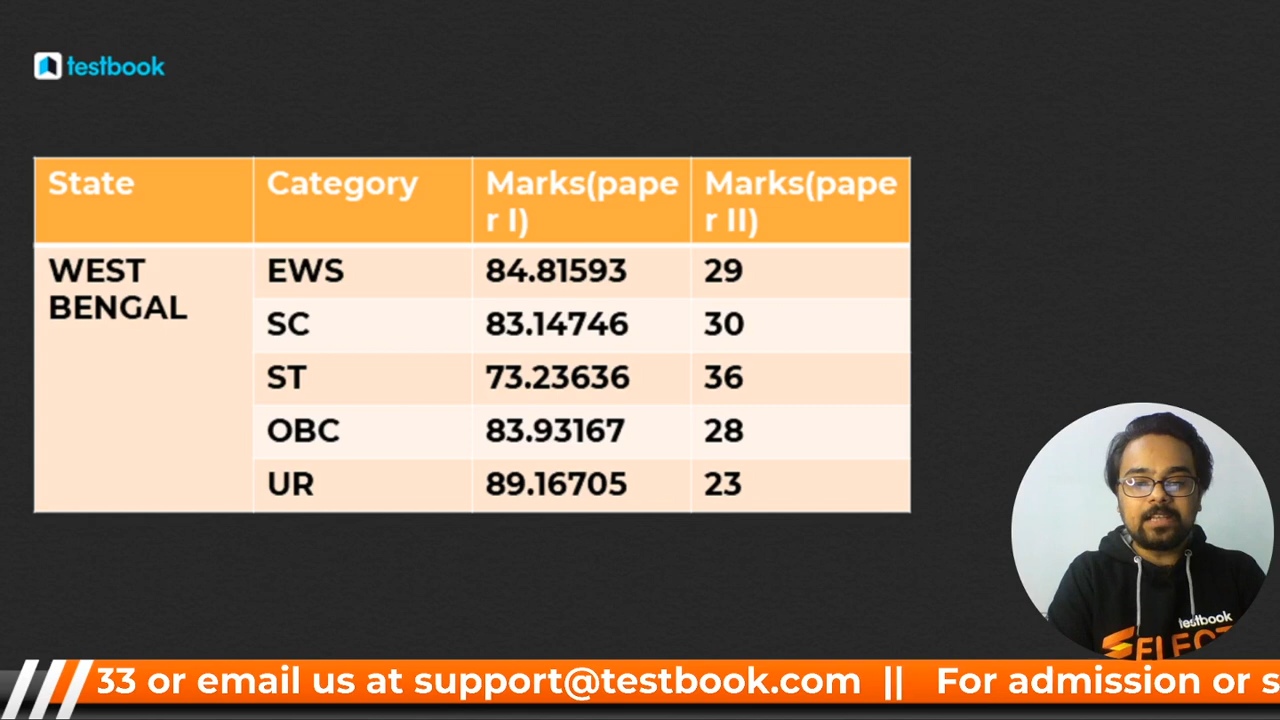 testbook
State Category Marks(pape Marks(pape
r I) r II)
WEST EWS 84.81593 29
BENGAL
SC 83.14746 30
ST 73.23636 36
OBC 83.93167 28
UR 89.16705 23
testbook
SELECT
33 or email us at support@testbook.com || For admission or s